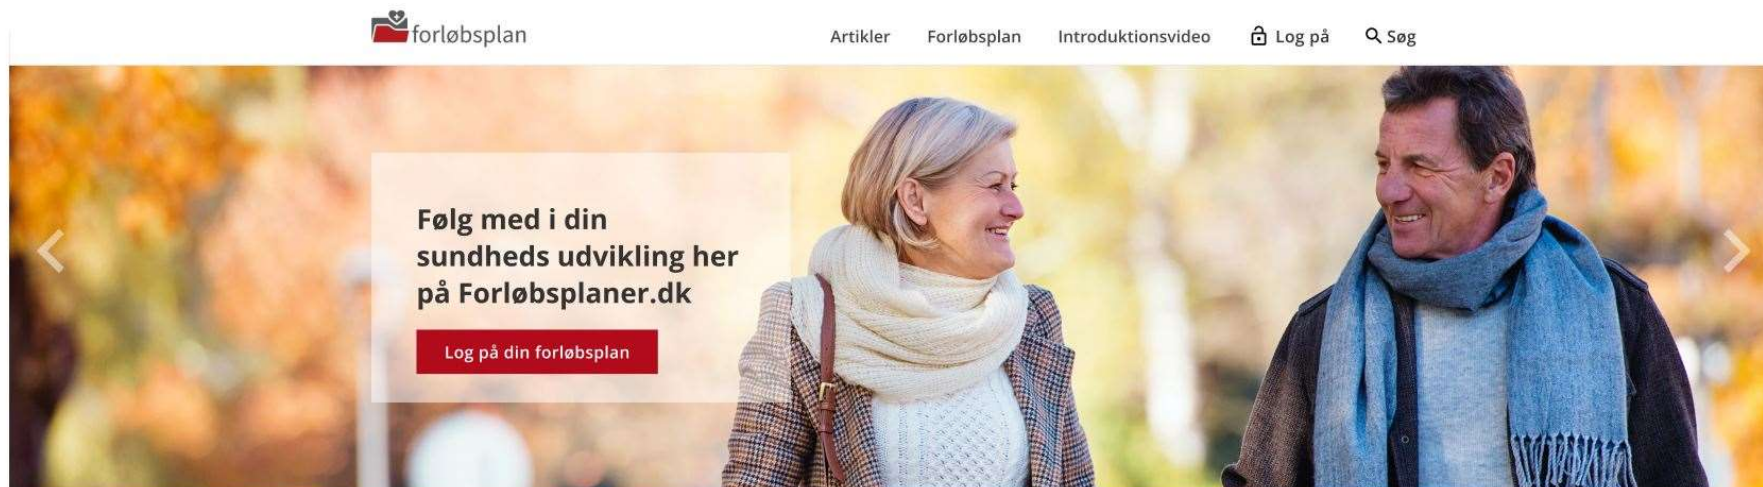 forløbsplan
Artikler Forløbsplan Introduktionsvideo Log på Søg
Følg med i din
sundheds udvikling her
på Forløbsplaner.dk
Log på din forløbsplan